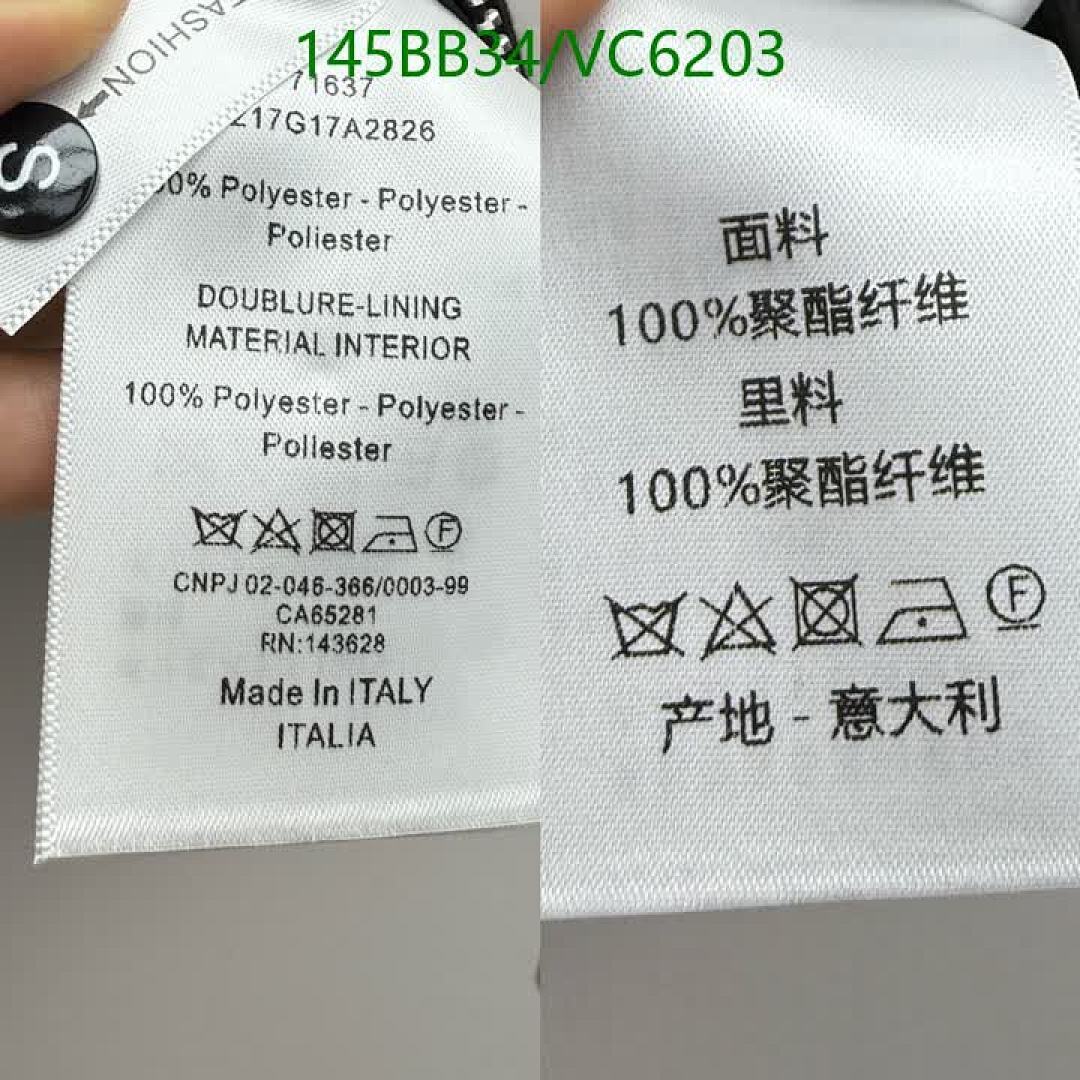 145BB34/VC6203
FASHION
S
71637
Z17G17A2826
00% Polyester - Polyester -
Poliester
DOUBLURE-LINING
MATERIAL INTERIOR
100% Polyester - Polyester -
Poliester
F
CNPJ 02-046-366/0003-99
CA65281
RN:143628
Made In ITALY
ITALIA
面料
100%聚酯纤维
里料
100%聚酯纤维
F
产地 - 意大利